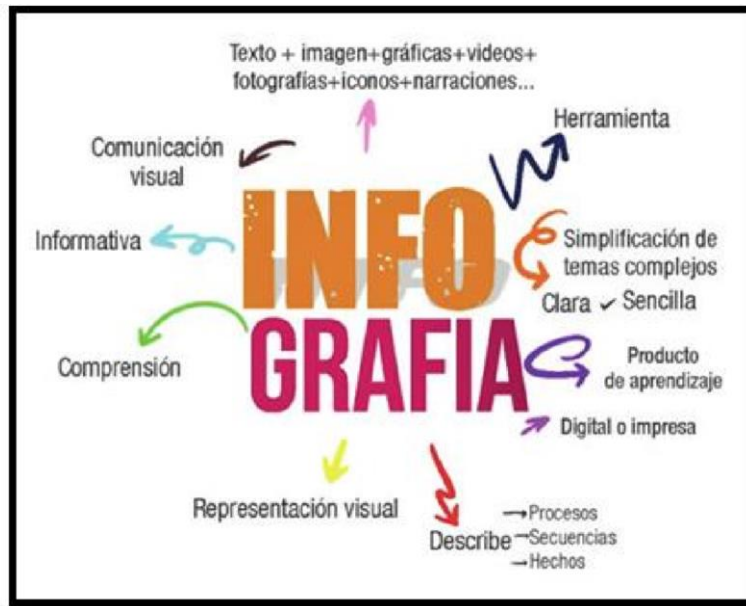 Texto + imagen+gráficas+videos+
fotografías+iconos+narraciones...
Herramienta
Comunicación
visual
INFO
GRAFIA
Informativa
Simplificación de
temas complejos
Clara ✓ Sencilla
Comprensión
Producto
de aprendizaje
Digital o impresa
Representación visual
Describe
→Procesos
→Secuencias
→Hechos